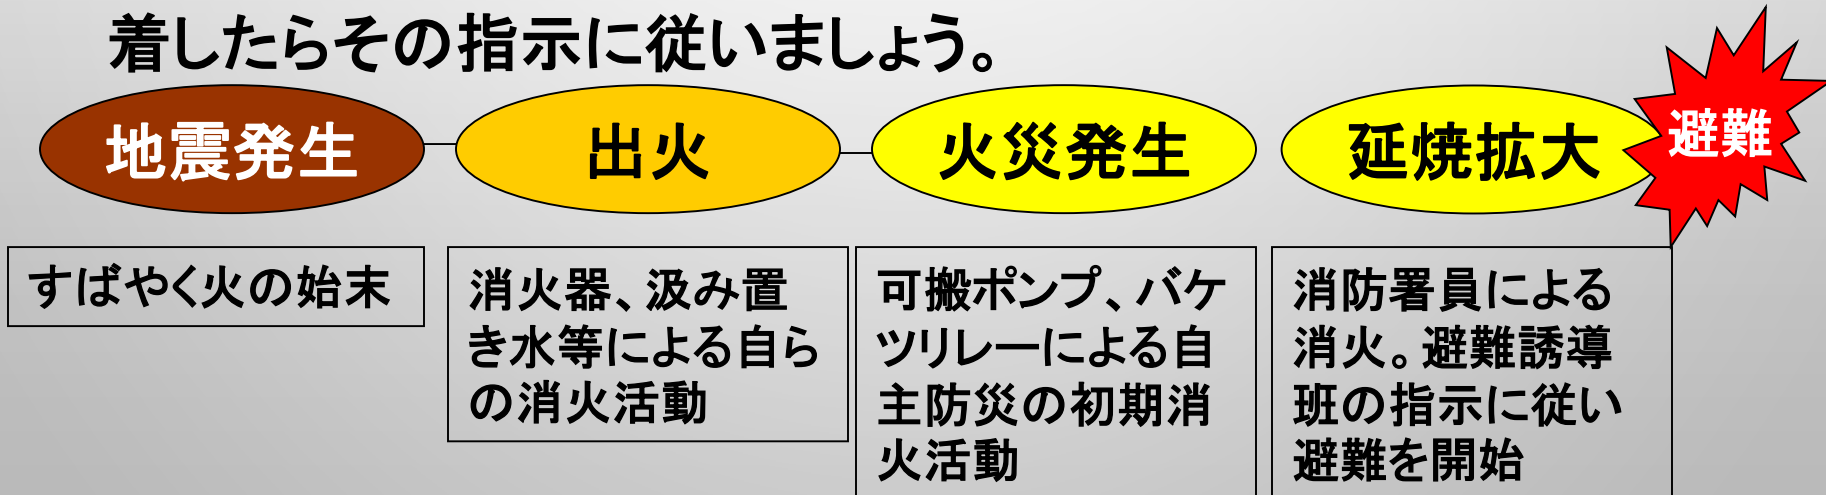 着したらその指示に従いましょう。
地震発生
出火
火災発生
延焼拡大
避難
すばやく火の始末
消火器、汲み置
き水等による自ら
の消火活動
可搬ポンプ、バケ
ツリレーによる自
主防災の初期消
火活動
消防署員による
消火。避難誘導
班の指示に従い
避難を開始